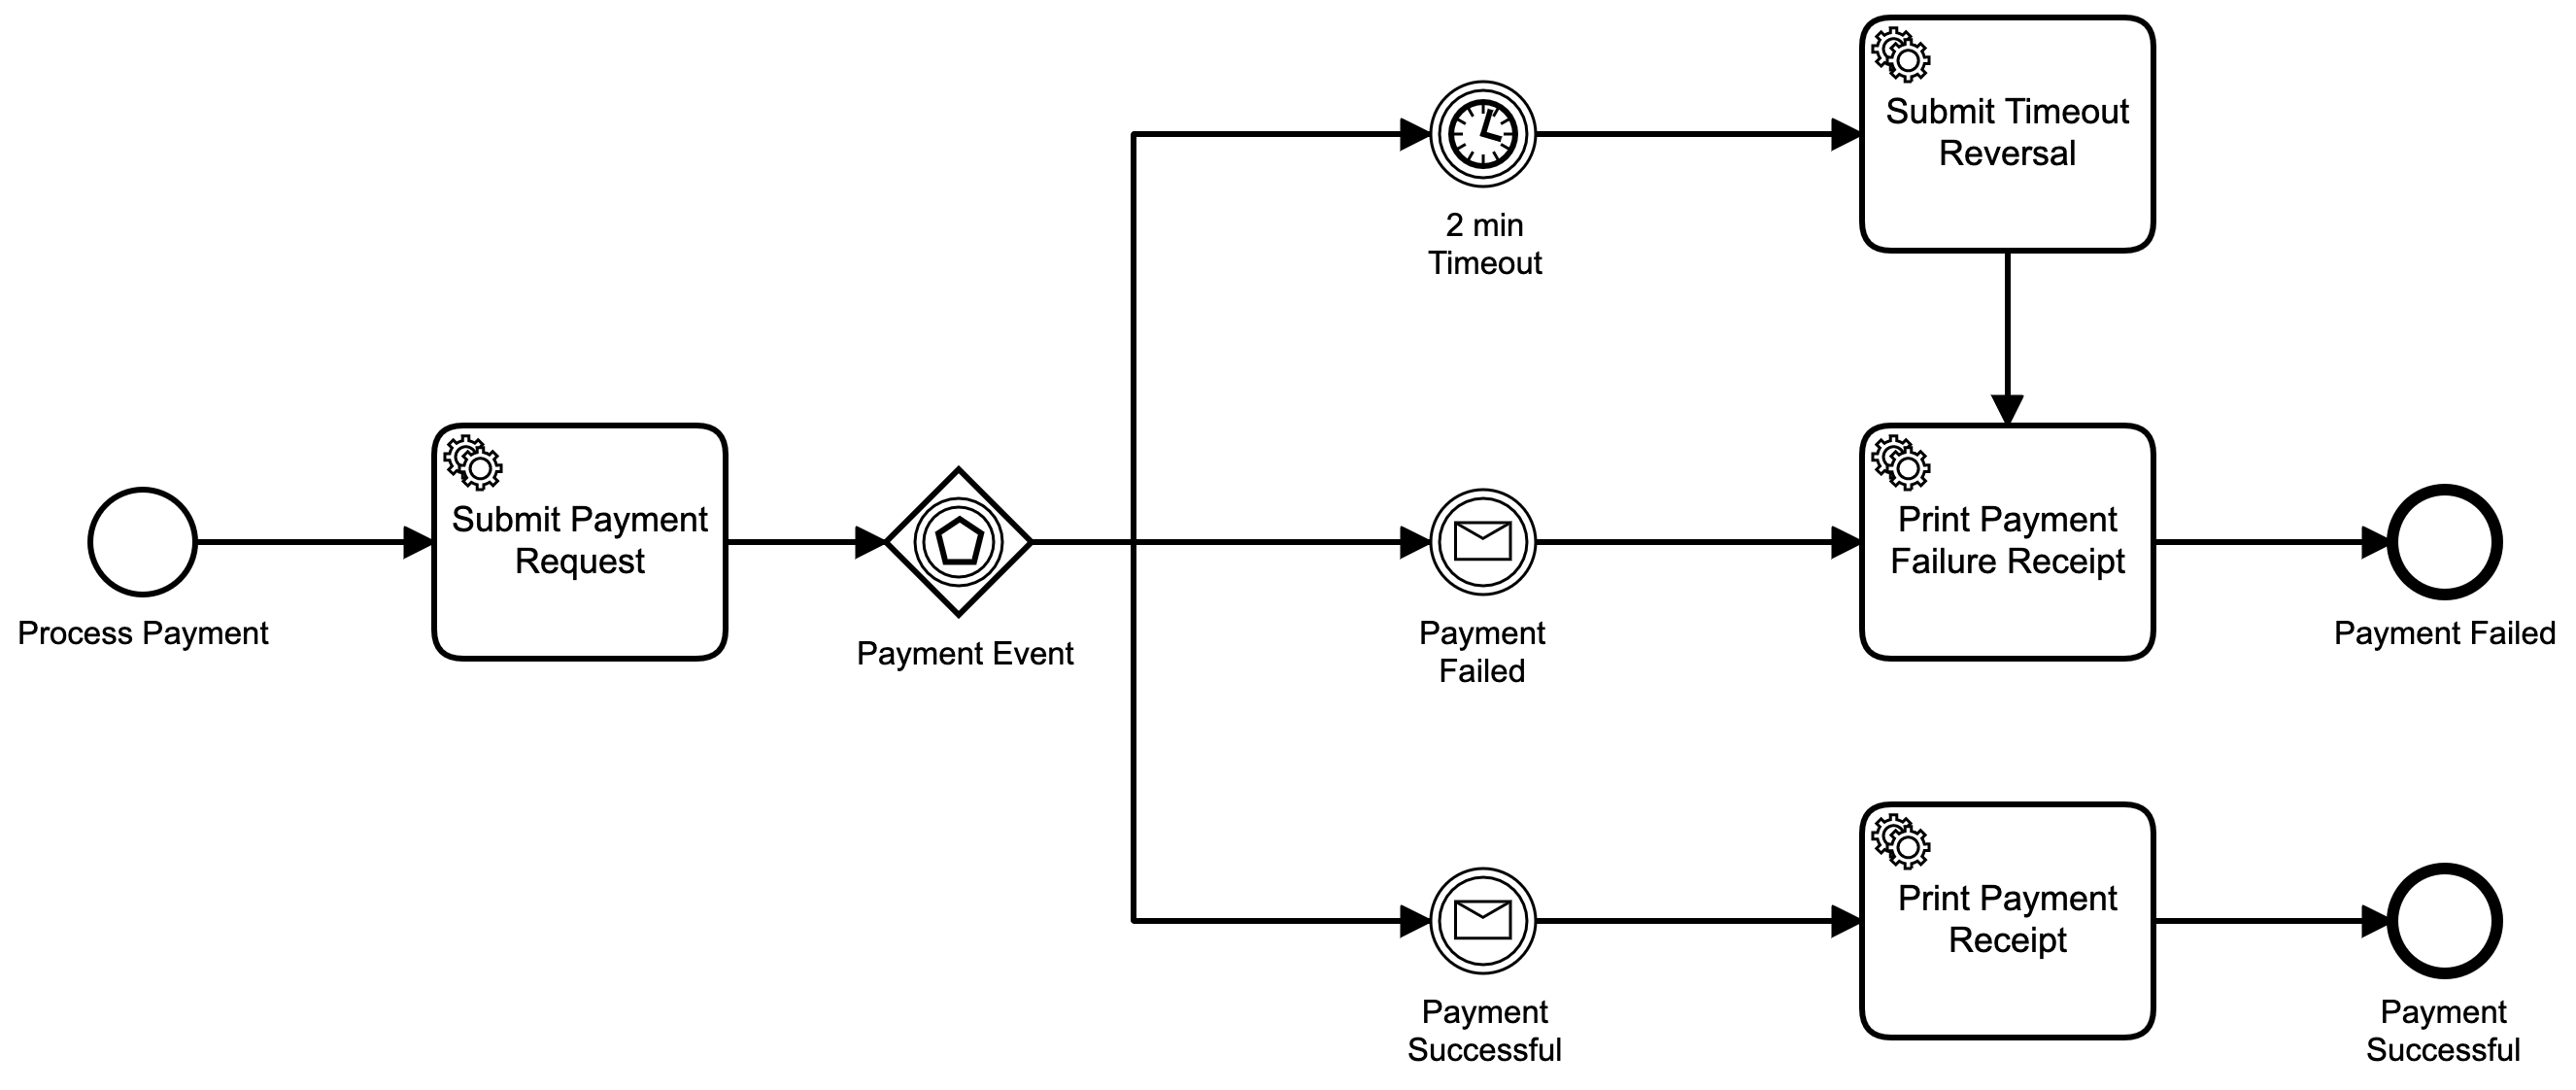 Submit Timeout
Reversal
2 min
Timeout
Submit Payment
Request
Process Payment
Payment Event
Payment
Failed
Print Payment
Failure Receipt
Payment Failed
Payment
Successful
Print Payment
Receipt
Payment
Successful